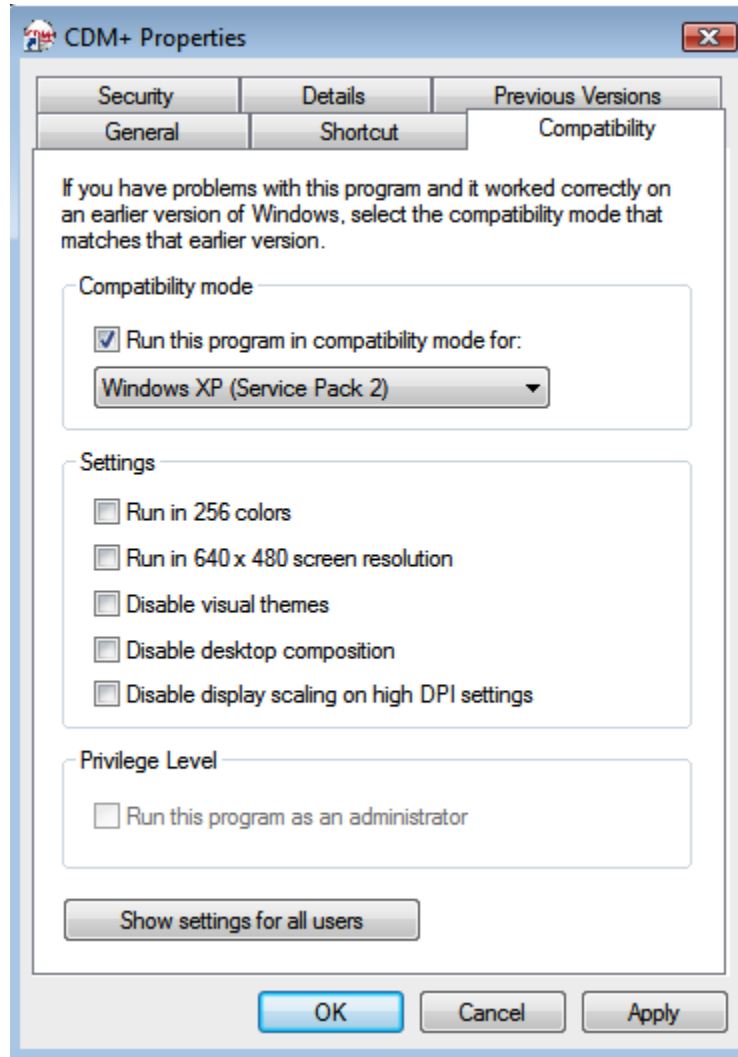 CDM+ Properties
Security
Details
Previous Versions
General
Shortcut
Compatibility
If you have problems with this program and it worked correctly on
an earlier version of Windows, select the compatibility mode that
matches that earlier version.
Compatibility mode
Run this program in compatibility mode for:
Windows XP (Service Pack 2)
Settings
Run in 256 colors
Run in 640 x 480 screen resolution
Disable visual themes
Disable desktop composition
Disable display scaling on high DPI settings
Privilege Level
Run this program as an administrator
Show settings for all users
OK
Cancel
Apply